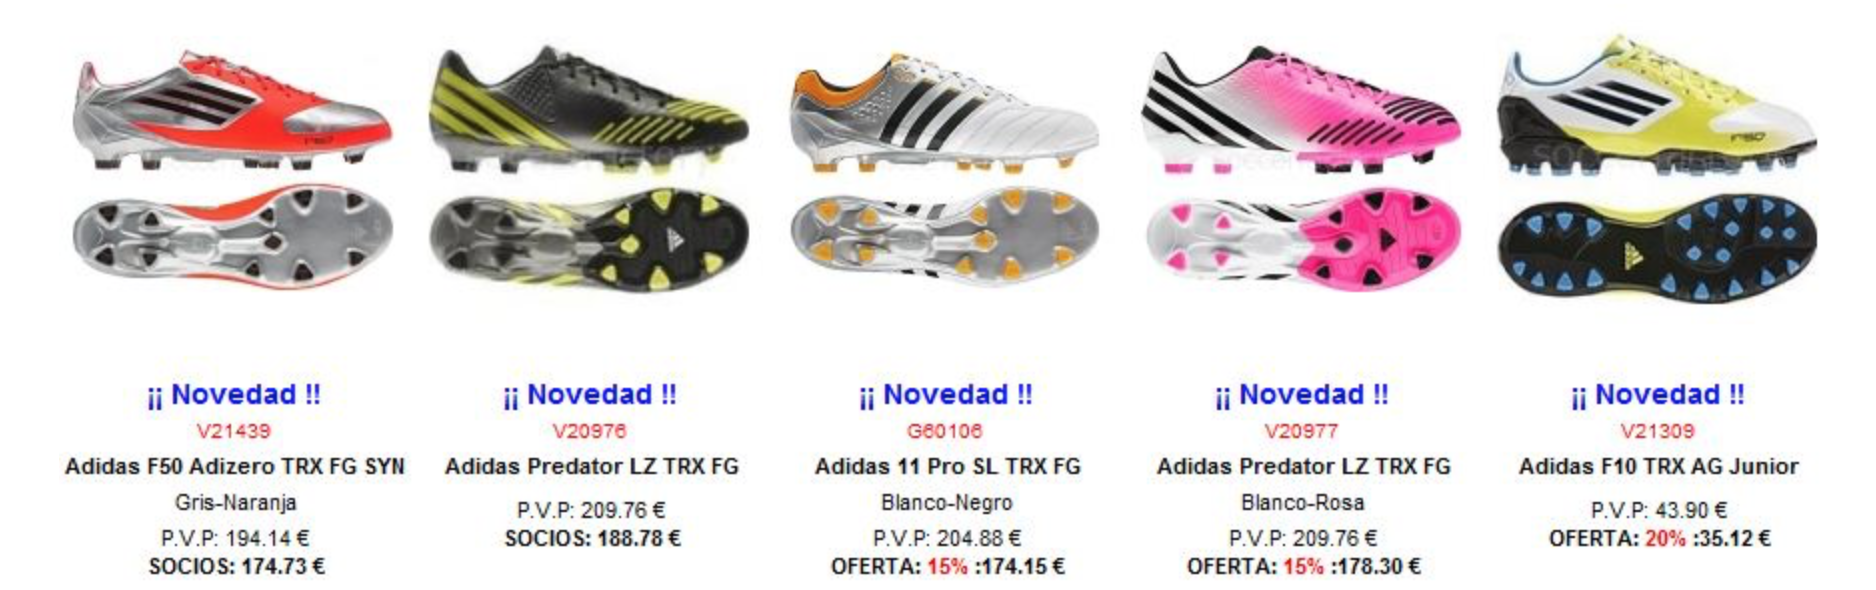 ¡¡ Novedad !!
V21439
Adidas F50 Adizero TRX FG SYN
Gris-Naranja
P.V.P: 194.14 €
SOCIOS: 174.73 €
¡¡ Novedad !!
V20976
Adidas Predator LZ TRX FG
P.V.P: 209.76 €
SOCIOS: 188.78 €
¡¡ Novedad !!
G60106
Adidas 11 Pro SL TRX FG
Blanco-Negro
P.V.P: 204.88 €
OFERTA: 15% :174.15 €
¡¡ Novedad !!
V20977
Adidas Predator LZ TRX FG
Blanco-Rosa
P.V.P: 209.76 €
OFERTA: 15% :178.30 €
¡¡ Novedad !!
V21309
Adidas F10 TRX AG Junior
P.V.P: 43.90 €
OFERTA: 20% :35.12 €